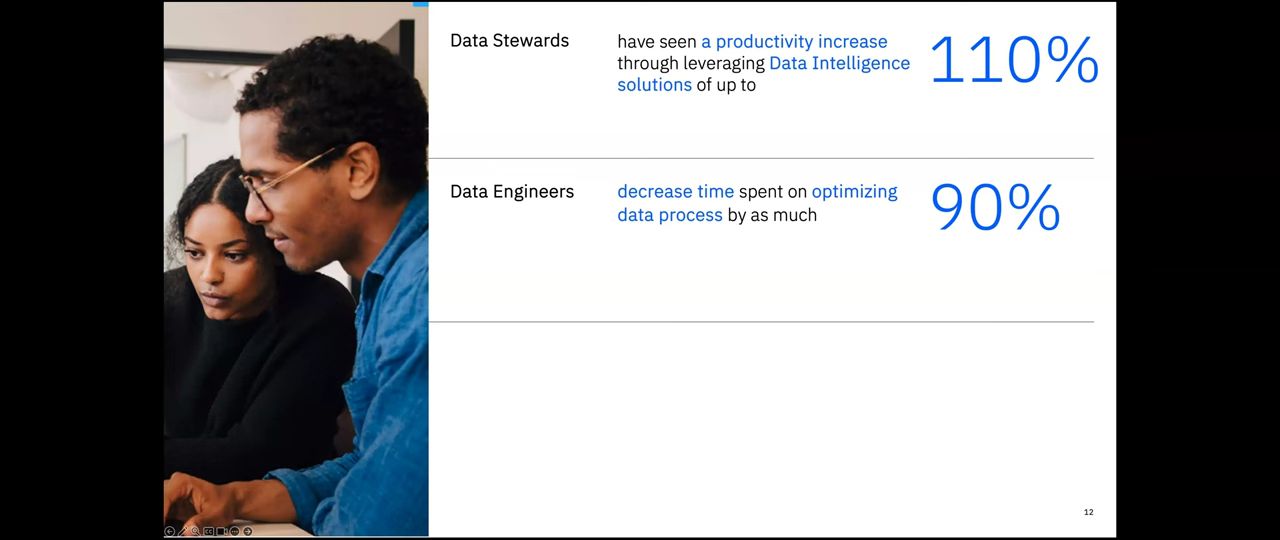 Data Stewards
have seen a productivity increase
through leveraging Data Intelligence
solutions of up to
110%
Data Engineers
decrease time spent on optimizing
data process by as much
90%
12